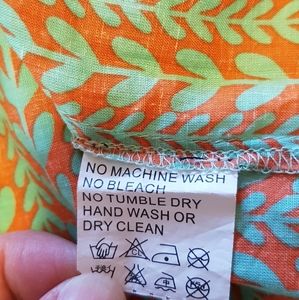 NO MACHINE WASH
NO BLEACH
NO TUMBLE DRY
HAND WASH OR
DRY CLEAN